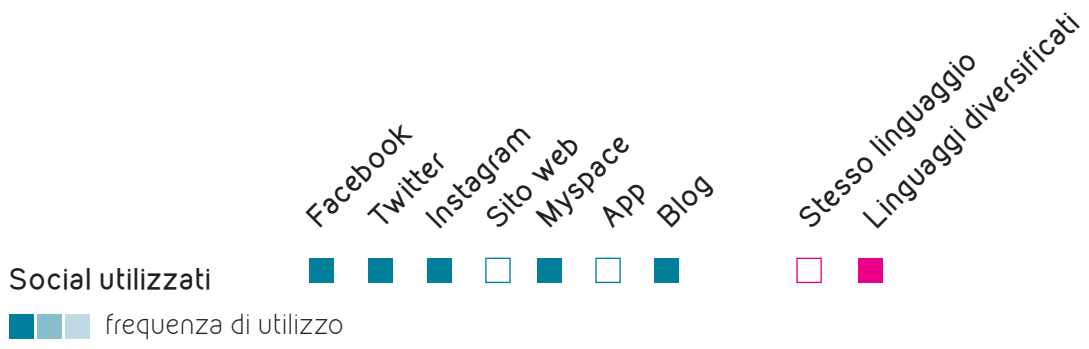 Facebook
Twitter
Instagram
Sito web
Myspace
APP
Blog
Stesso linguaggio
Linguaggi diversificati
Social utilizzati
frequenza di utilizzo